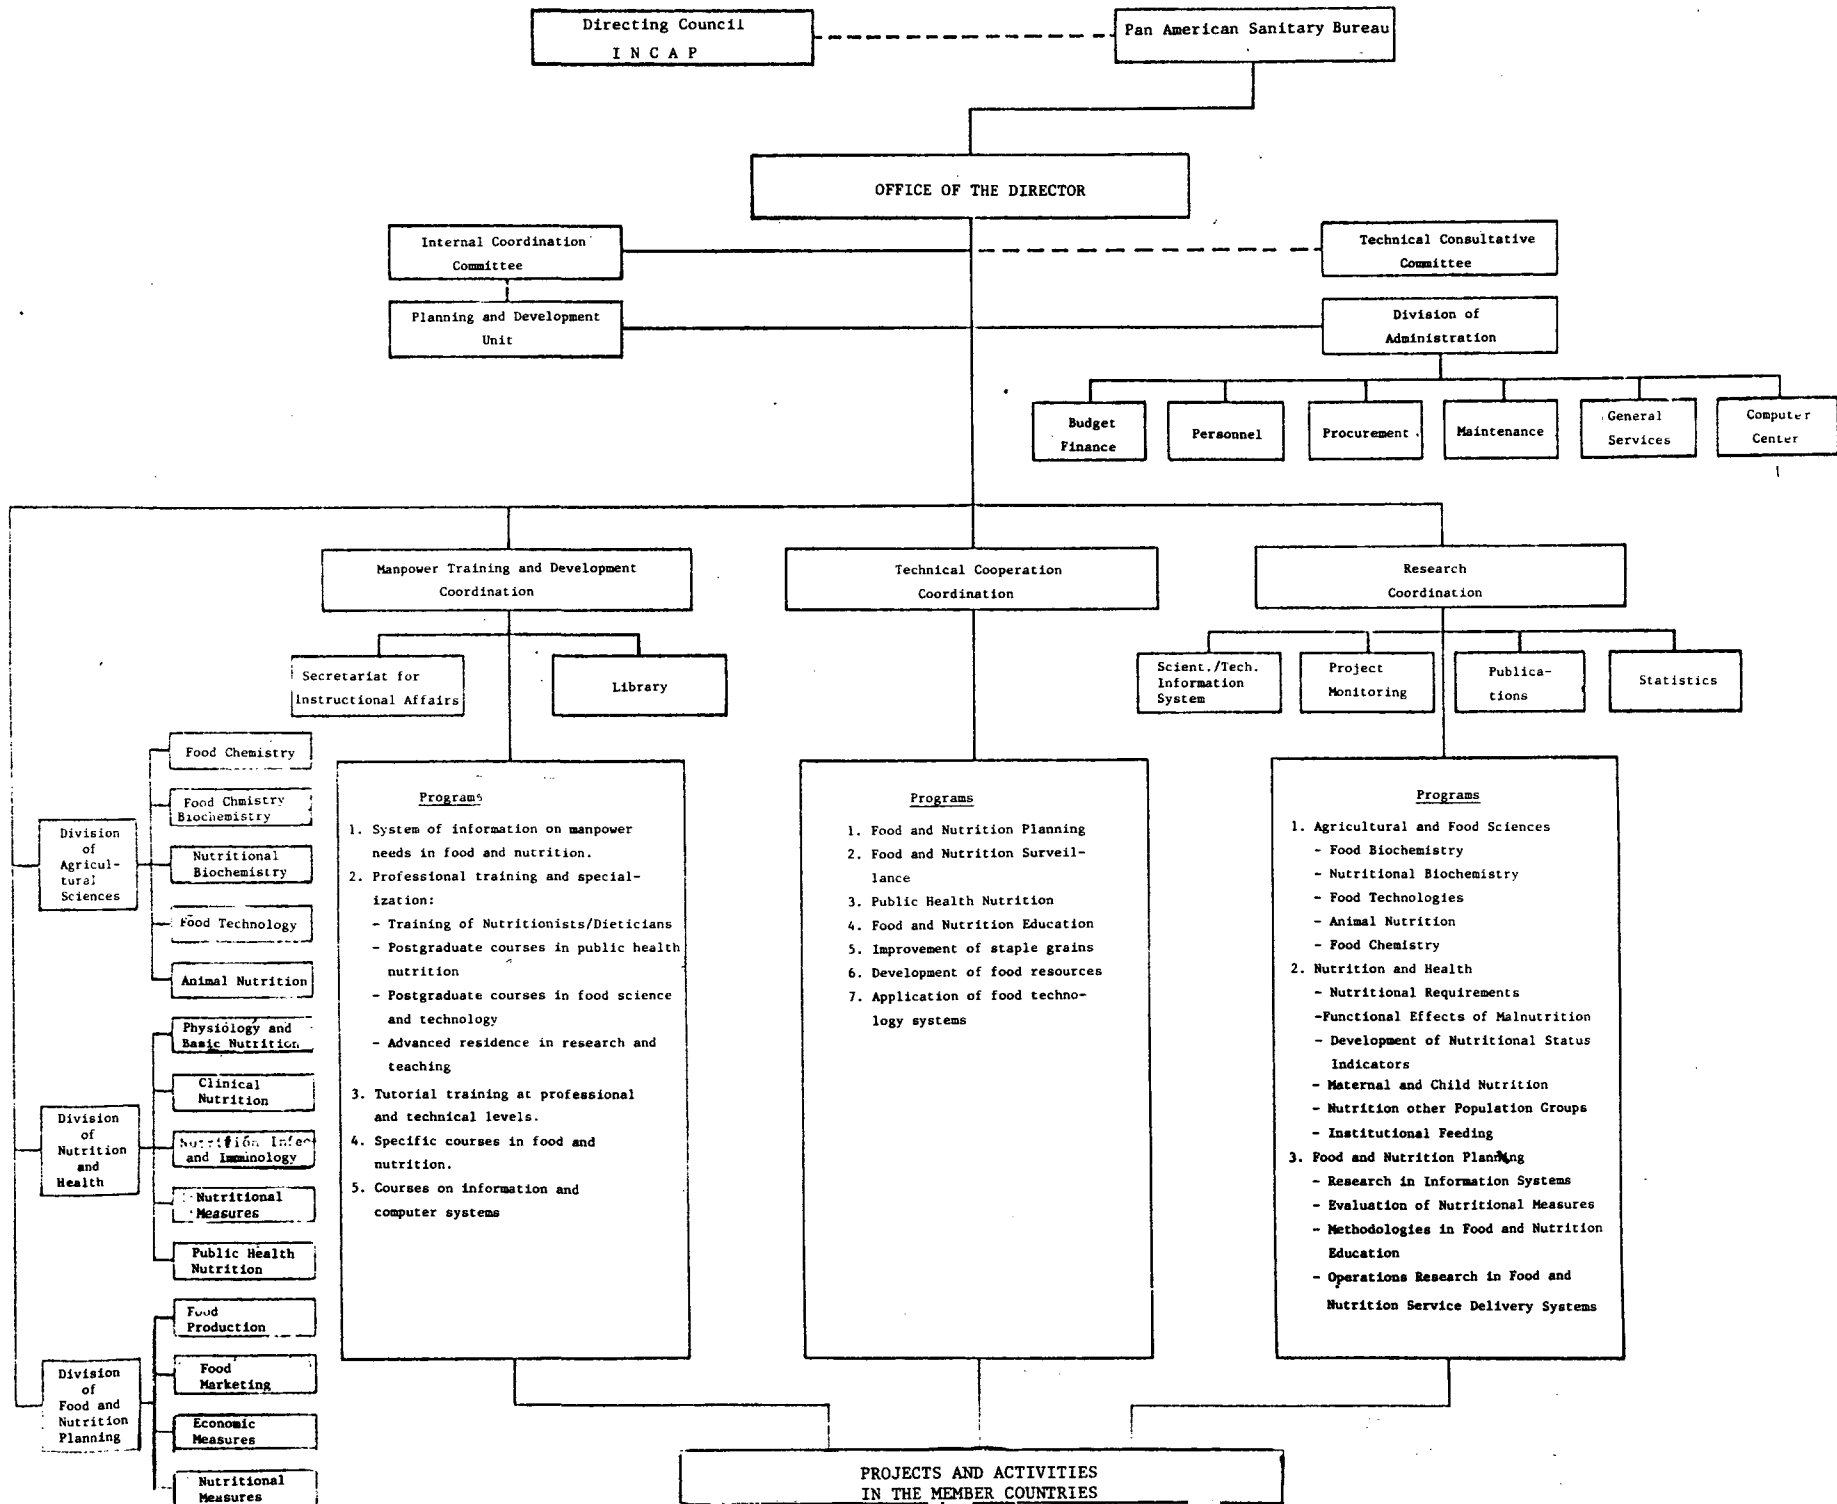 Directing Council
I N C A P
Pan American Sanitary Bureau
OFFICE OF THE DIRECTOR
Internal Coordination
Committee
Technical Consultative
Committee
Planning and Development
Unit
Division of
Administration
Budget
Finance
Personnel
Procurement
Maintenance
General
Services
Computer
Center
Manpower Training and Development
Coordination
Technical Cooperation
Coordination
Research
Coordination
Secretariat for
Instructional Affairs
Library
Scient./Tech.
Information
System
Project
Monitoring
Publica-
tions
Statistics
Division
of
Agricul-
tural
Sciences
Food Chemistry
Food Chmistry
Biochemistry
Nutritional
Biochemistry
Food Technology
Animal Nutrition
Division
of
Nutrition
and
Health
Physiology and
Basic Nutrition
Clinical
Nutrition
Nutrition Infec
and Imminology
Nutritional
Measures
Public Health
Nutrition
Division
of
Food and
Nutrition
Planning
Food
Production
Food
Marketing
Economic
Measures
Nutritional
Measures
Programs
1. System of information on manpower
needs in food and nutrition.
2. Professional training and special-
ization:
- Training of Nutritionists/Dieticians
- Postgraduate courses in public health
nutrition
- Postgraduate courses in food science
and technology
- Advanced residence in research and
teaching
3. Tutorial training at professional
and technical levels.
4. Specific courses in food and
nutrition.
5. Courses on information and
computer systems
Programs
1. Food and Nutrition Planning
2. Food and Nutrition Surveil-
lance
3. Public Health Nutrition
4. Food and Nutrition Education
5. Improvement of staple grains
6. Development of food resources
7. Application of food techno-
logy systems
Programs
1. Agricultural and Food Sciences
- Food Biochemistry
- Nutritional Biochemistry
- Food Technologies
- Animal Nutrition
- Food Chemistry
2. Nutrition and Health
- Nutritional Requirements
-Functional Effects of Malnutrition
- Development of Nutritional Status
Indicators
- Maternal and Child Nutrition
- Nutrition other Population Groups
- Institutional Feeding
3. Food and Nutrition Planning
- Research in Information Systems
- Evaluation of Nutritional Measures
- Methodologies in Food and Nutrition
Education
- Operations Research in Food and
Nutrition Service Delivery Systems
PROJECTS AND ACTIVITIES
IN THE MEMBER COUNTRIES